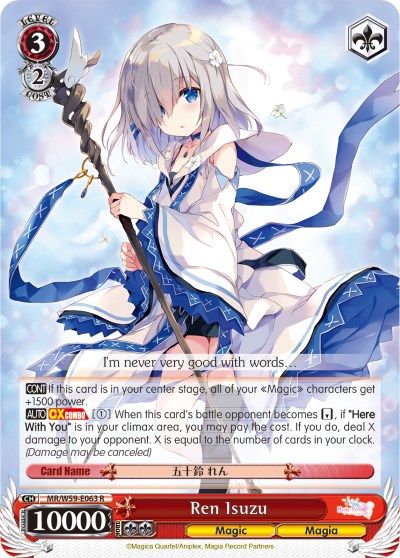 LEVEL
3
2
COST
I'm never very good with words…
CONT If this card is in your center stage, all of your «Magic» characters get
+1500 power.
AUTO CX COMBO [①] When this card's battle opponent becomes [↓], if "Here
With You" is in your climax area, you may pay the cost. If you do, deal X
damage to your opponent. X is equal to the number of cards in your clock.
(Damage may be canceled)
Card Name 五十鈴 れん
CH MR/W59-E063 R
POWER 10000 SOUL
Ren Isuzu
Magic Magia
©Magica Quartet/Aniplex, Magia Record Partners